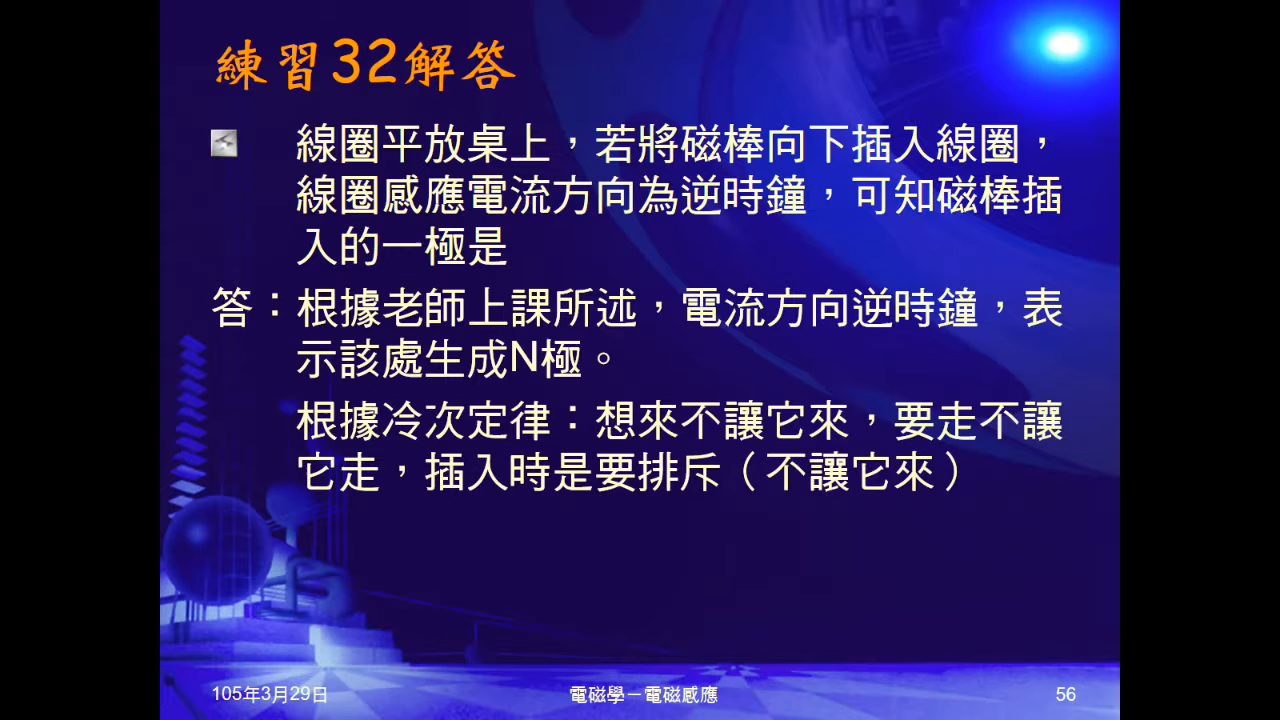 練習32解答
線圈平放桌上，若將磁棒向下插入線圈，
線圈感應電流方向為逆時鐘，可知磁棒插
入的一極是
答：根據老師上課所述，電流方向逆時鐘，表
示該處生成N極。
根據冷次定律：想來不讓它來，要走不讓
它走，插入時是要排斥（不讓它來）
105年3月29日
電磁學－電磁感應
56